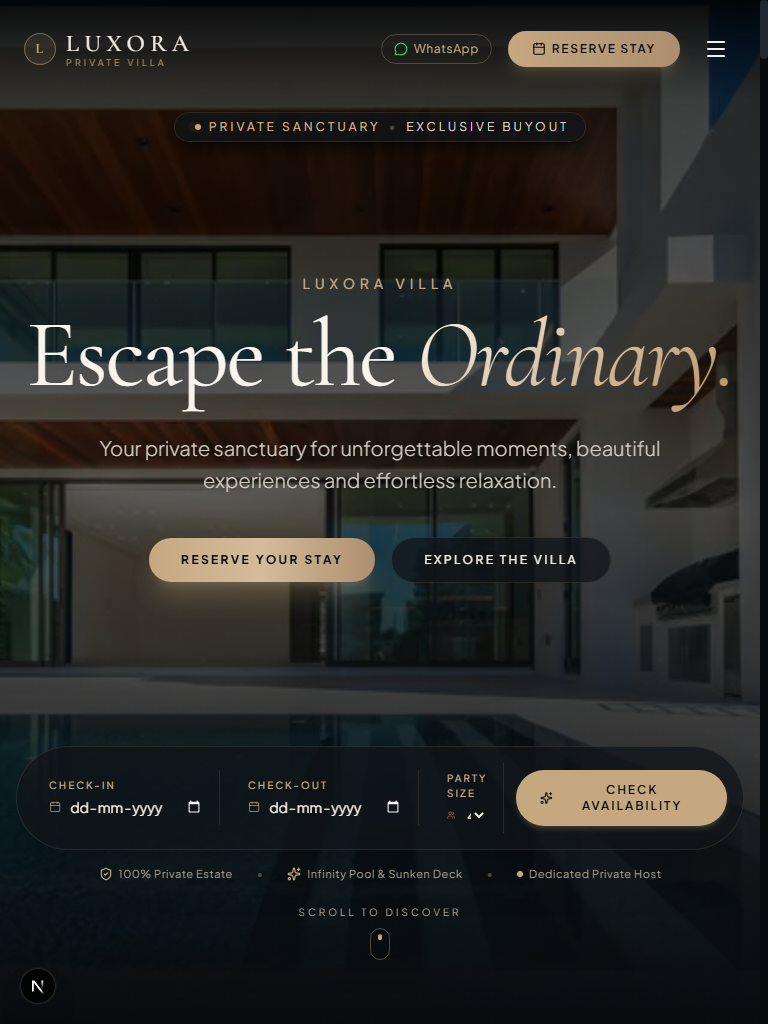 L LUXORA
PRIVATE VILLA
WhatsApp
RESERVE STAY
PRIVATE SANCTUARY • EXCLUSIVE BUYOUT
LUXORA VILLA
Escape the Ordinary.
Your private sanctuary for unforgettable moments, beautiful
experiences and effortless relaxation.
RESERVE YOUR STAY
EXPLORE THE VILLA
CHECK-IN
dd-mm-yyyy
CHECK-OUT
dd-mm-yyyy
PARTY
SIZE
CHECK
AVAILABILITY
100% Private Estate • Infinity Pool & Sunken Deck • Dedicated Private Host
SCROLL TO DISCOVER
N